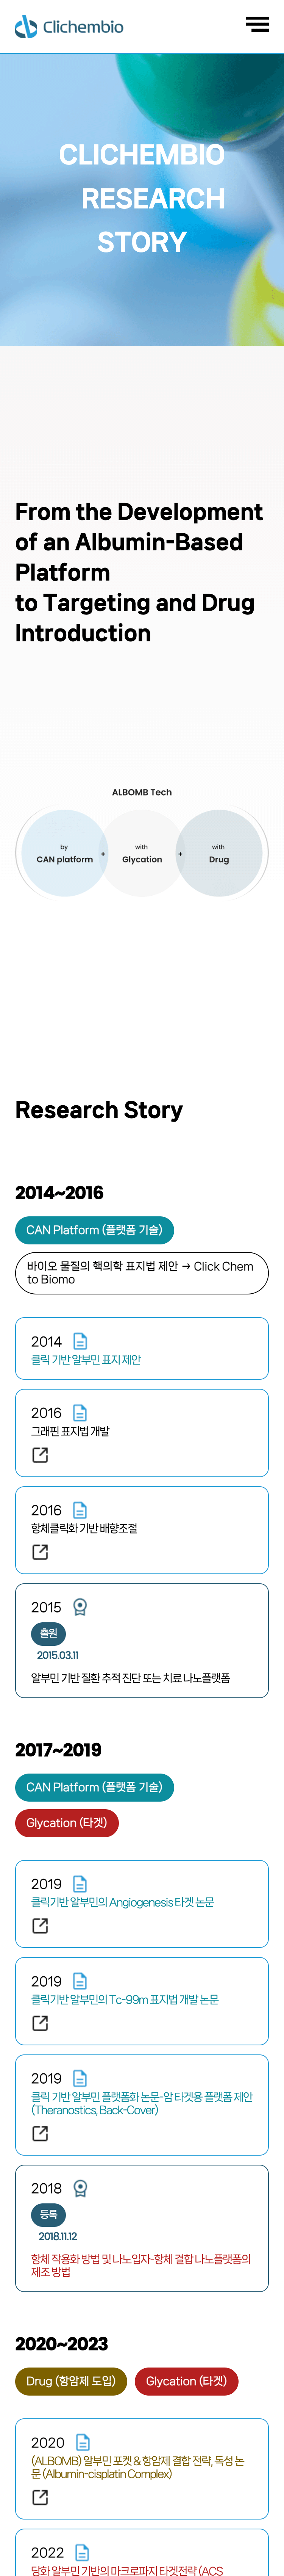 Clichembio
CLICHEMBIO
RESEARCH
STORY
From the Development
of an Albumin-Based
Platform
to Targeting and Drug
Introduction
ALBOMB Tech
by
CAN platform
+
with
Glycation
+
with
Drug
Research Story
2014~2016
CAN Platform (플랫폼 기술)
바이오 물질의 핵의학 표지법 제안 → Click Chem
to Biomo
2014
클릭 기반 알부민 표지 제안
2016
그래핀 표지법 개발
2016
항체클릭화 기반 배향조절
2015
출원
2015.03.11
알부민 기반 질환 추적 진단 또는 치료 나노플랫폼
2017~2019
CAN Platform (플랫폼 기술)
Glycation (타겟)
2019
클릭기반 알부민의 Angiogenesis 타겟 논문
2019
클릭기반 알부민의 Tc-99m 표지법 개발 논문
2019
클릭 기반 알부민 플랫폼화 논문-암 타겟용 플랫폼 제안
(Theranostics, Back-Cover)
2018
등록
2018.11.12
항체 작용화 방법 및 나노입자-항체 결합 나노플랫폼의
제조 방법
2020~2023
Drug (항암제 도입)
Glycation (타겟)
2020
(ALBOMB) 알부민 포켓 & 항암제 결합 전략, 독성 논
문 (Albumin-cisplatin Complex)
2022
당화 알부민 기반의 마크로파지 타겟전략 (ACS